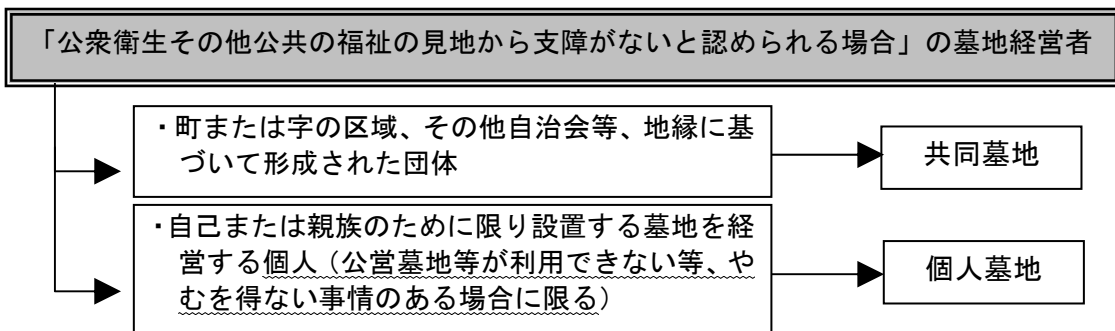 「公衆衛生その他公共の福祉の見地から支障がないと認められる場合」の墓地経営者
・町または字の区域、その他自治会等、地縁に基
づいて形成された団体
共同墓地
・自己または親族のために限り設置する墓地を経
営する個人（公営墓地等が利用できない等、や
むを得ない事情のある場合に限る）
個人墓地